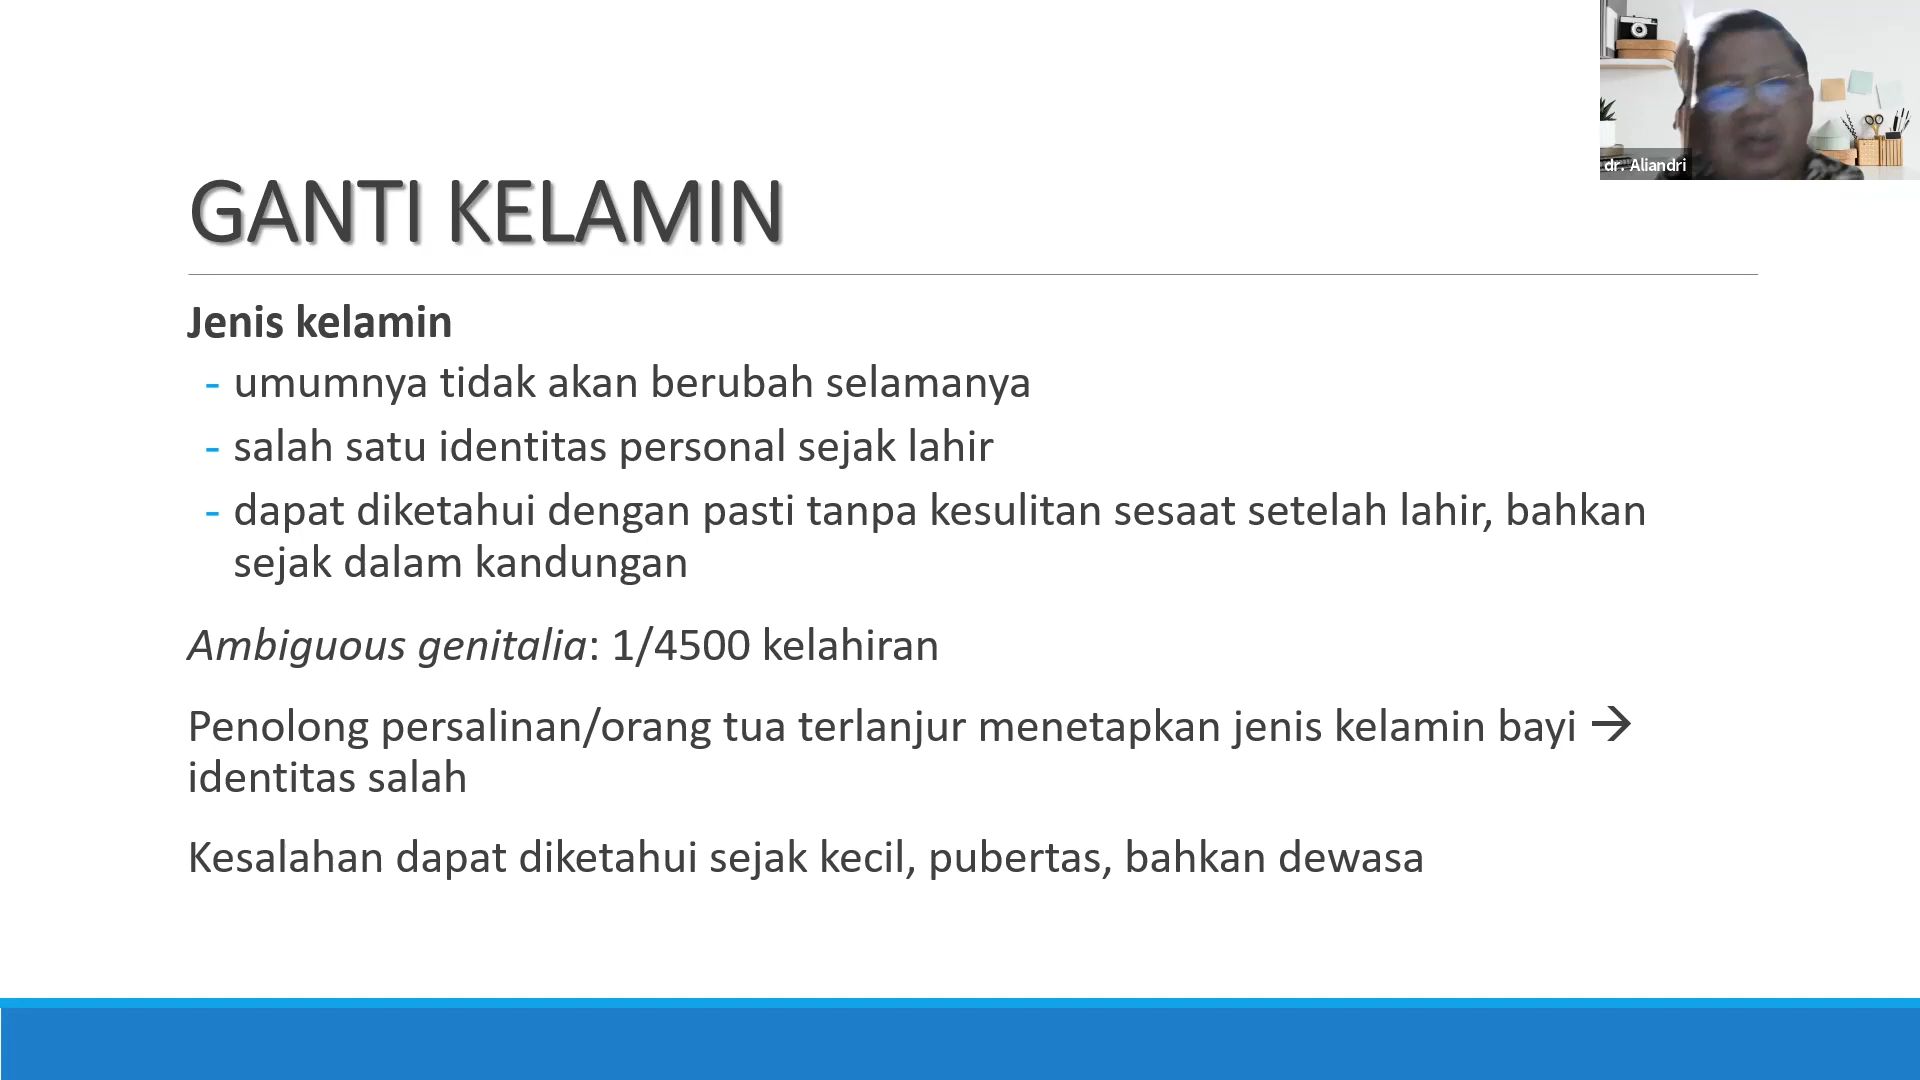 dr. Aliandri
GANTI KELAMIN
Jenis kelamin
- umumnya tidak akan berubah selamanya
- salah satu identitas personal sejak lahir
- dapat diketahui dengan pasti tanpa kesulitan sesaat setelah lahir, bahkan
sejak dalam kandungan
Ambiguous genitalia: 1/4500 kelahiran
Penolong persalinan/orang tua terlanjur menetapkan jenis kelamin bayi →
identitas salah
Kesalahan dapat diketahui sejak kecil, pubertas, bahkan dewasa